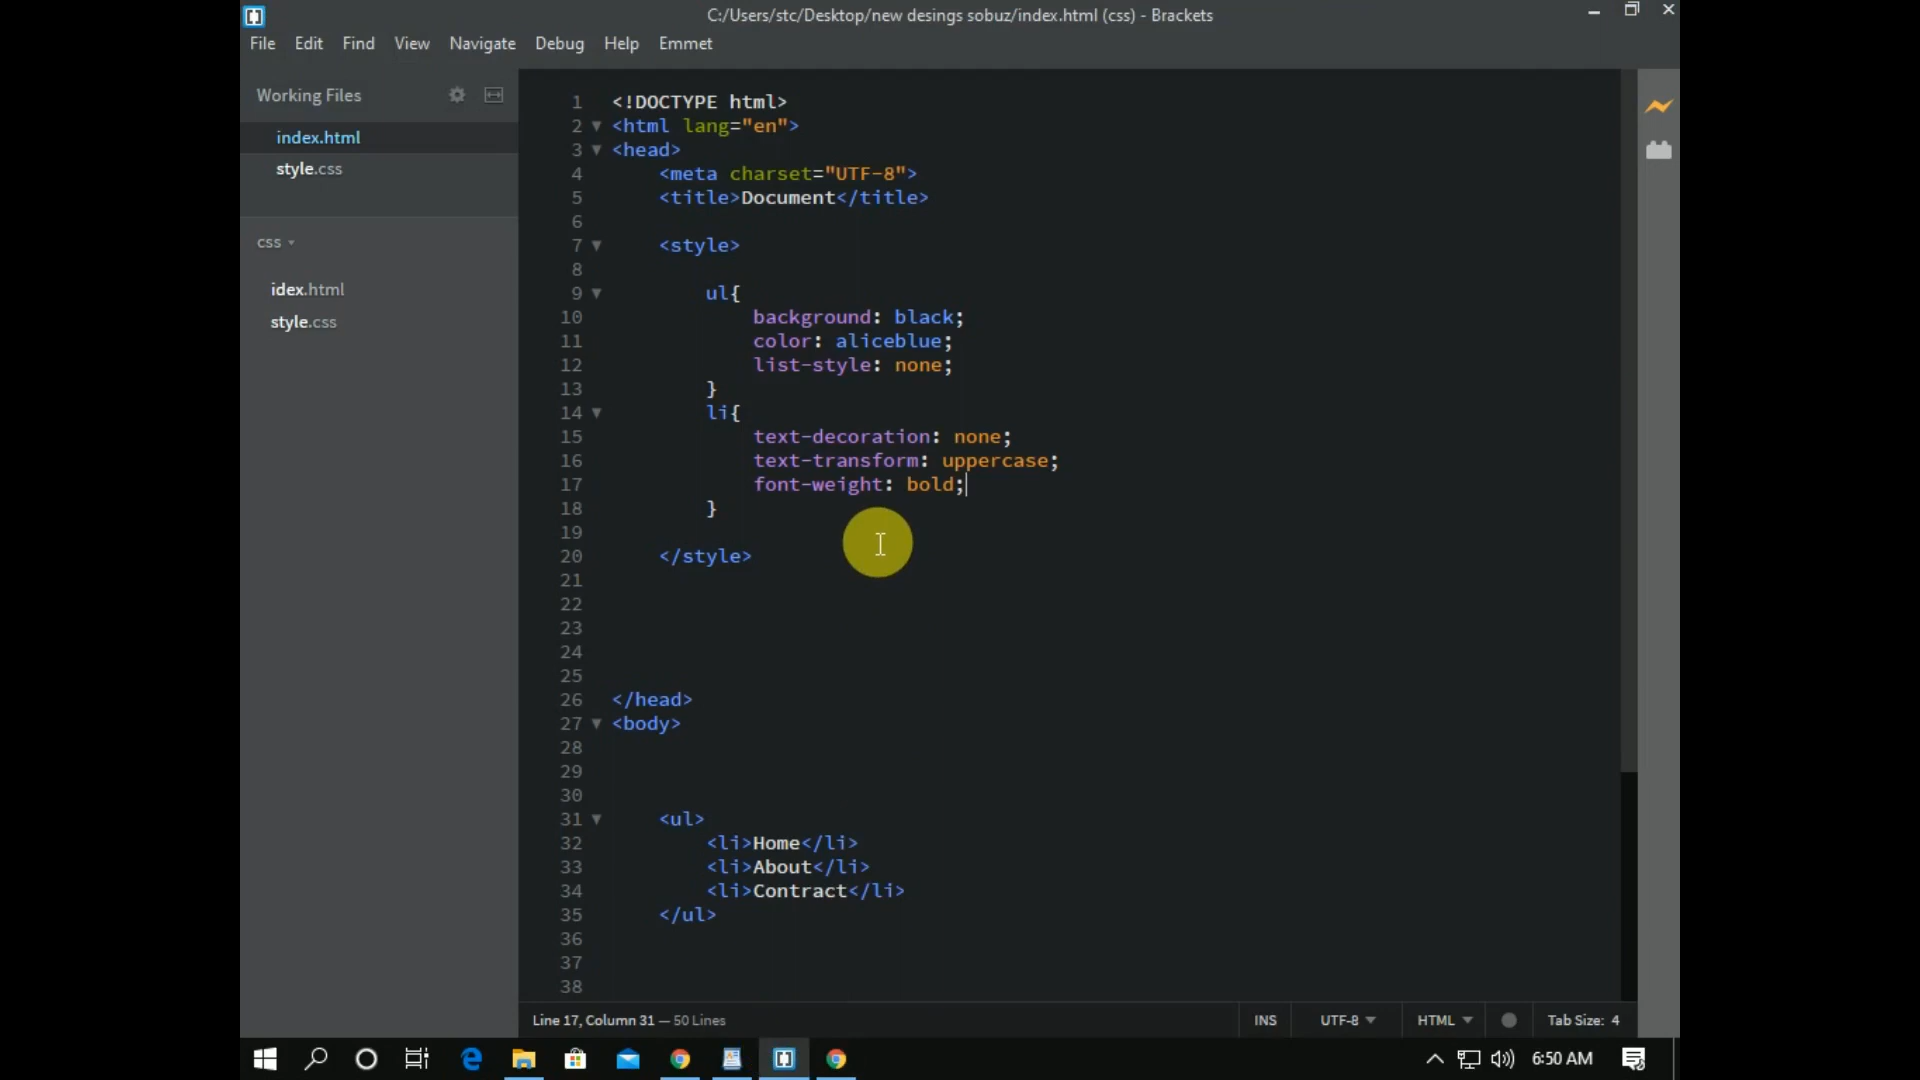 C:/Users/stc/Desktop/new desings sobuz/index.html (css) - Brackets
File Edit Find View Navigate Debug Help Emmet
Working Files
index.html
style.css
css
idex.html
style.css
1 <!DOCTYPE html>
2 <html lang="en">
3 <head>
4 <meta charset="UTF-8">
5 <title>Document</title>
6
7 <style>
8
9 ul{
10 background: black;
11 color: aliceblue;
12 list-style: none;
13 }
14 li{
15 text-decoration: none;
16 text-transform: uppercase;
17 font-weight: bold;
18 }
19
20 </style>
21
22
23
24
25
26 </head>
27 <body>
28
29
30
31 <ul>
32 <li>Home</li>
33 <li>About</li>
34 <li>Contract</li>
35 </ul>
36
37
38
Line 17, Column 31 — 50 Lines
INS UTF-8 HTML Tab Size: 4
6:50 AM